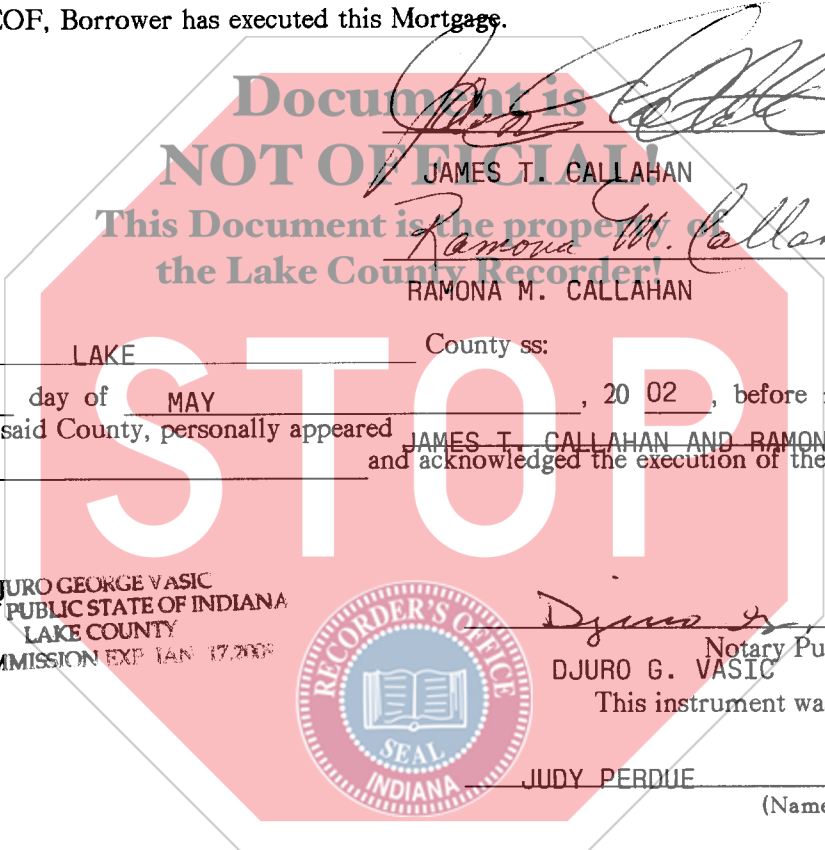 EOF, Borrower has executed this Mortgage.
Document is
NOT OFFICIAL!
JAMES T. CALLAHAN
This Document is the property of
Ramona M. Calla
the Lake County Recorder!
RAMONA M. CALLAHAN
STOP
LAKE County ss:
day of MAY , 20 02 , before
said County, personally appeared JAMES T. CALLAHAN AND RAMON
and acknowledged the execution of the
JURO GEORGE VASIC
PUBLIC STATE OF INDIANA
LAKE COUNTY
MMISSION EXP JAN 17,
Notary Pu
DJURO G. VASIC
This instrument wa
RECORDER'S OFFICE
SEAL
INDIANA
JUDY PERDUE
(Name